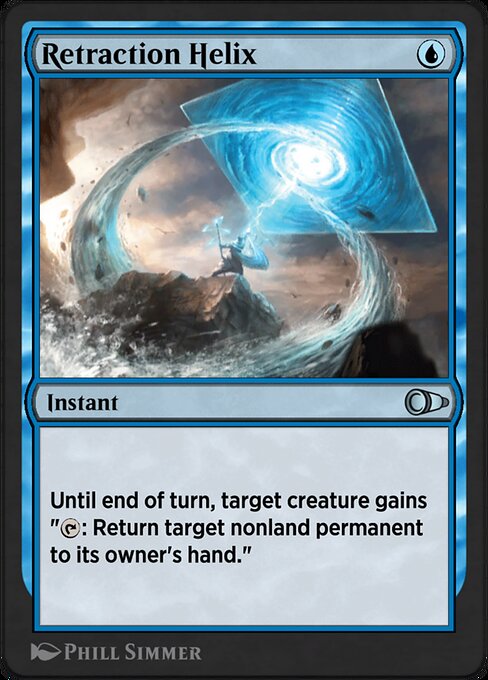 Retraction Helix
Instant
Until end of turn, target creature gains
": Return target nonland permanent
to its owner's hand."
Phill Simmer